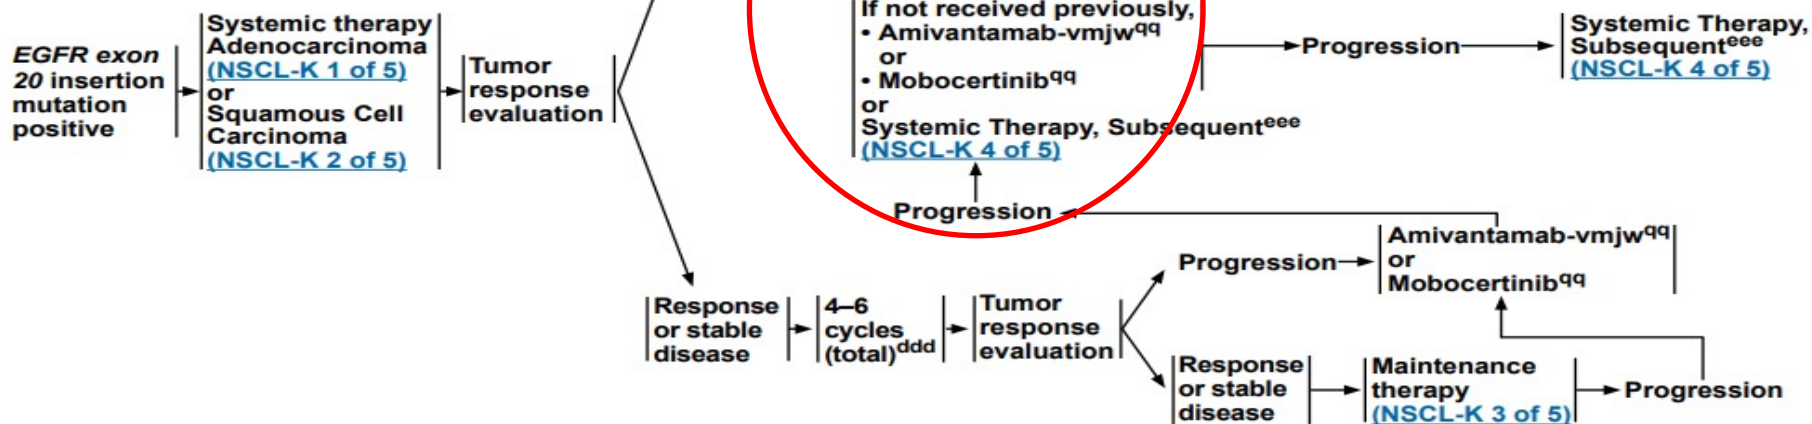 EGFR exon
20 insertion
mutation
positive
Systemic therapy
Adenocarcinoma
(NSCL-K 1 of 5)
or
Squamous Cell
Carcinoma
(NSCL-K 2 of 5)
Tumor
response
evaluation
If not received previously,
• Amivantamab-vmjwqq
or
• Mobocertinibqq
or
Systemic Therapy, Subsequenteee
(NSCL-K 4 of 5)
Progression
Systemic Therapy,
Subsequenteee
(NSCL-K 4 of 5)
Progression
Response
or stable
disease
4–6
cycles
(total)ddd
Tumor
response
evaluation
Progression
Amivantamab-vmjwqq
or
Mobocertinibqq
Response
or stable
disease
Maintenance
therapy
(NSCL-K 3 of 5)
Progression